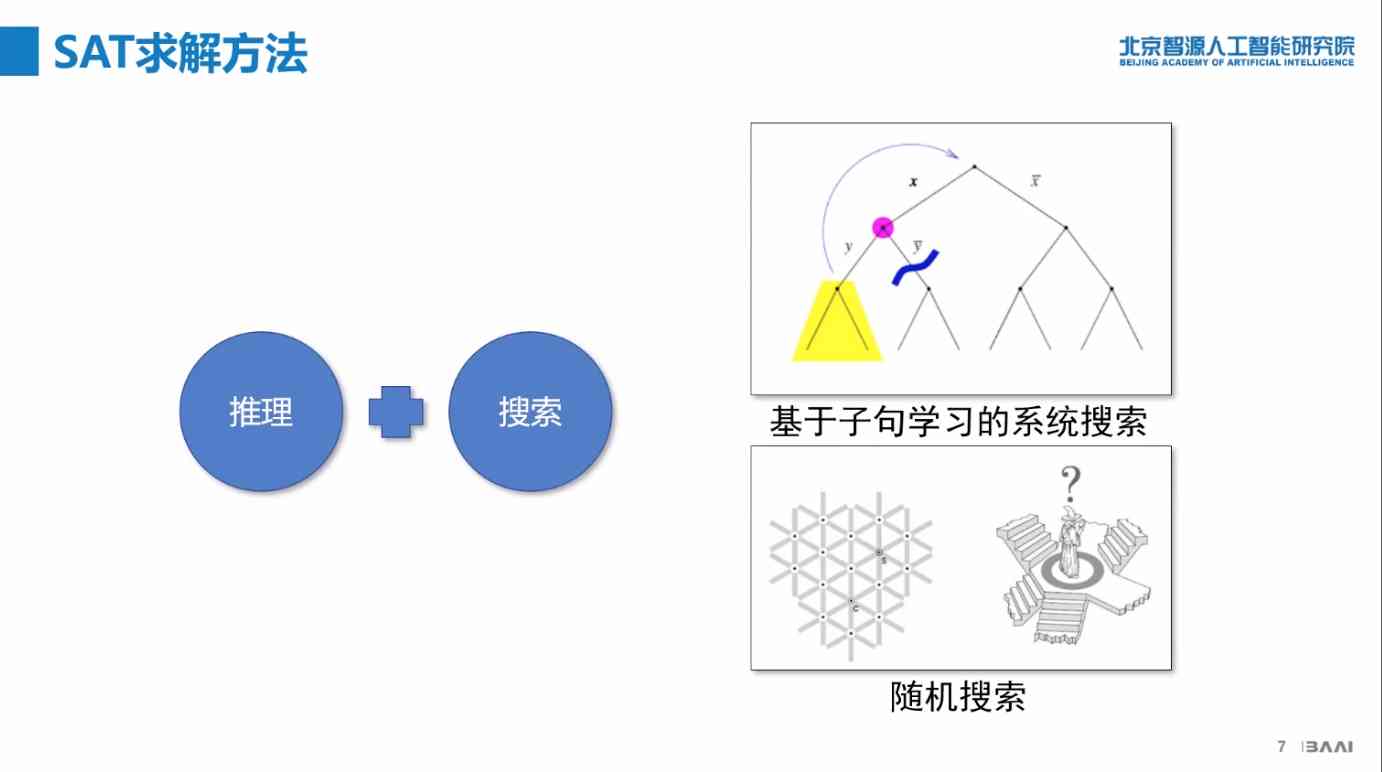 SAT求解方法
北京智源人工智能研究院
BEIJING ACADEMY OF ARTIFICIAL INTELLIGENCE
推理
搜索
x
x̅
y
y̅
基于子句学习的系统搜索
?
s
c
随机搜索
7
BAAI